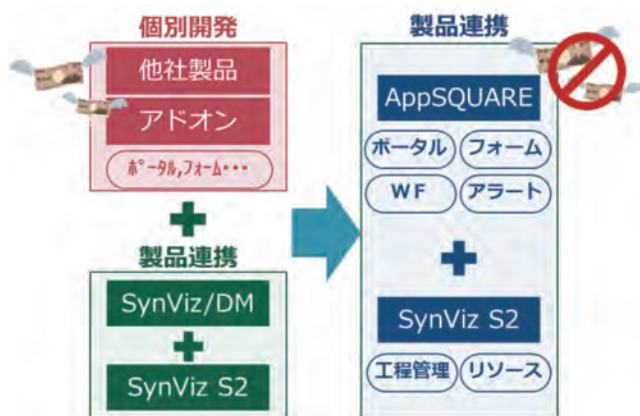 個別開発
他社製品
アドオン
ﾎﾟｰﾀﾙ,ﾌｫｰﾑ･･･
+
製品連携
SynViz/DM
+
SynViz S2
製品連携
AppSQUARE
ポータル フォーム
WF アラート
+
SynViz S2
工程管理 リソース